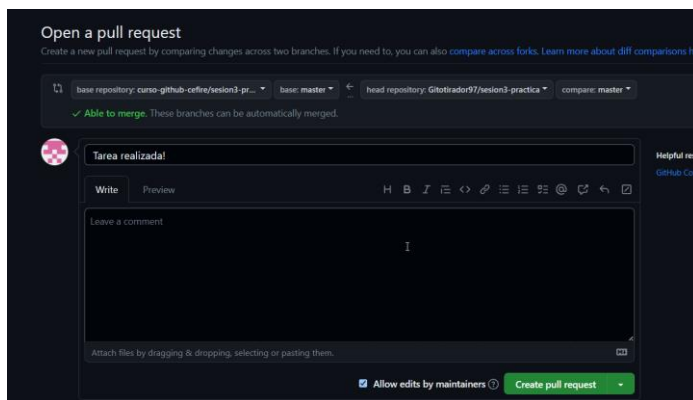 Open a pull request
Create a new pull request by comparing changes across two branches. If you need to, you can also compare across forks. Learn more about diff comparisons h
base repository: curso-github-cefire/sesion3-pr... base: master head repository: Gitotirador97/sesion3-practica compare: master
Able to merge. These branches can be automatically merged.
Tarea realizada!
Helpful re
GitHub Co
Write Preview
Leave a comment
Attach files by dragging & dropping, selecting or pasting them.
Allow edits by maintainers
Create pull request